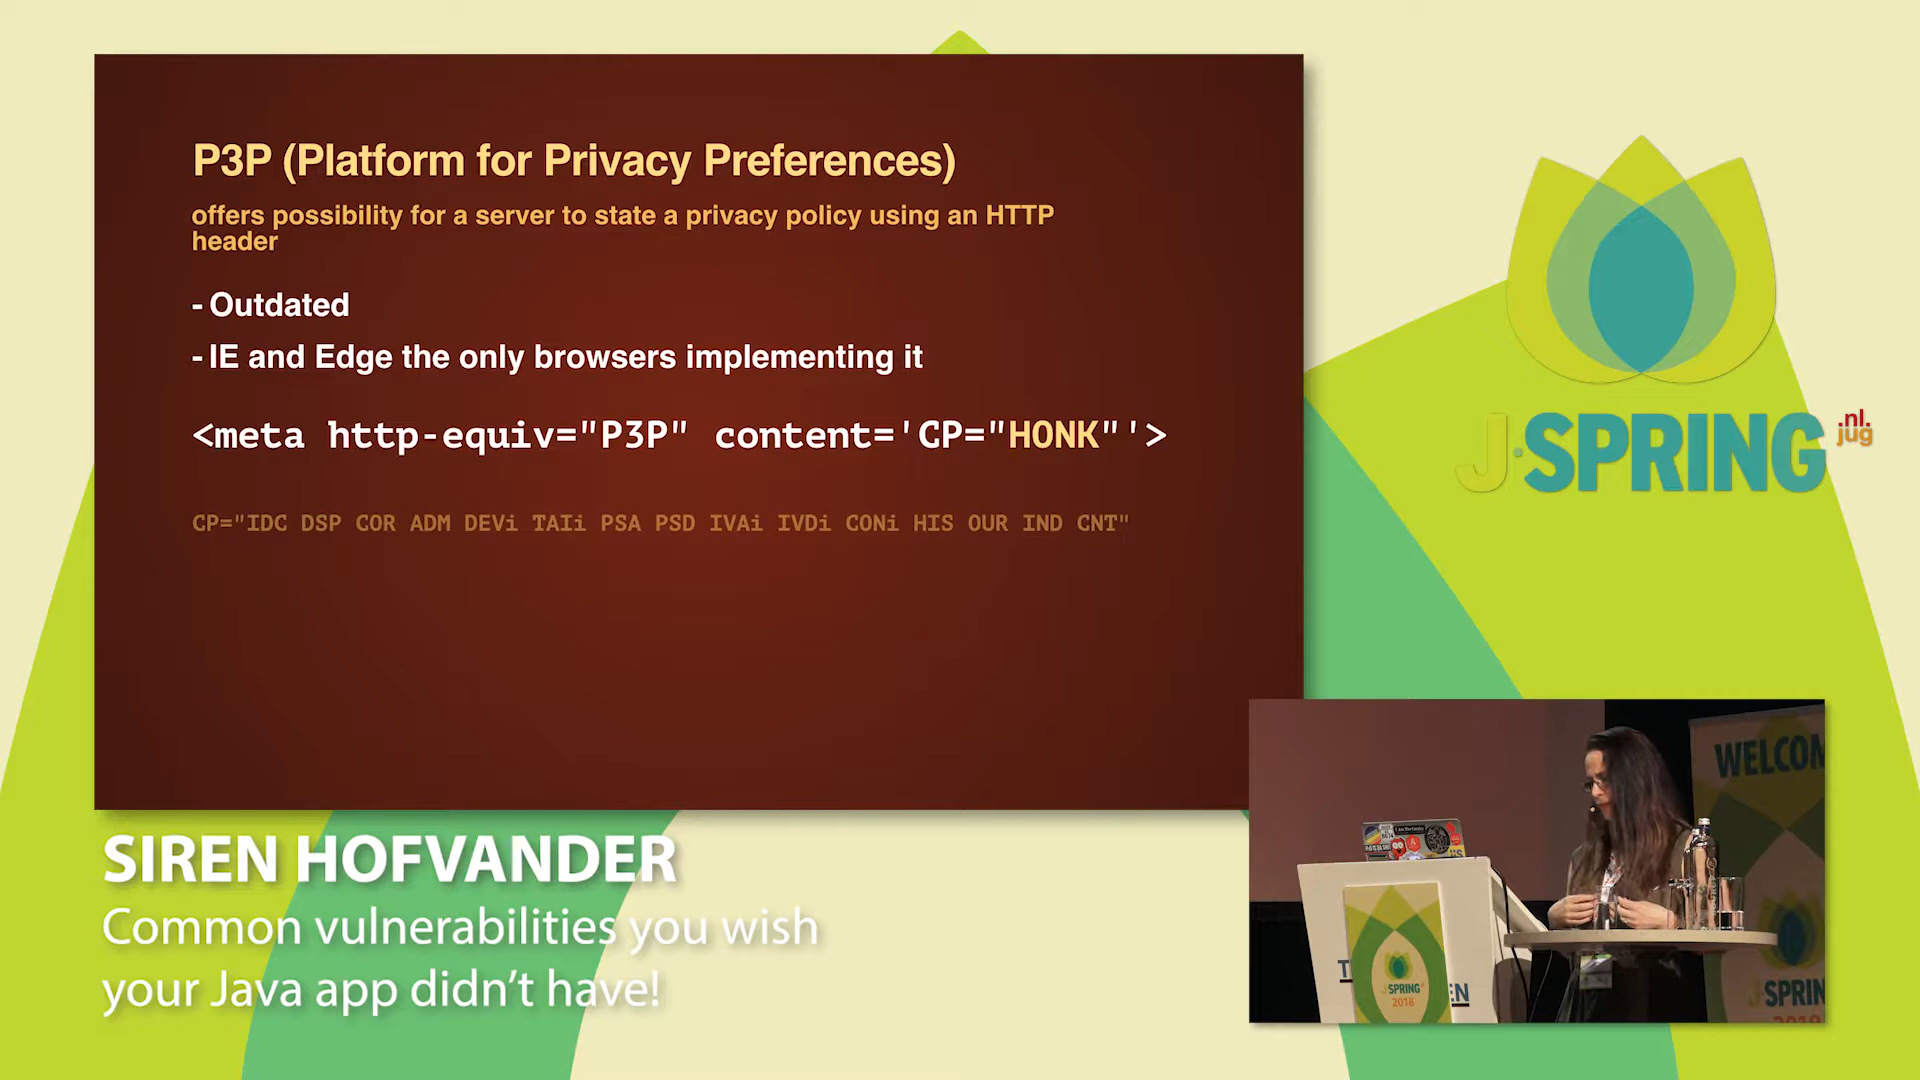 P3P (Platform for Privacy Preferences)
offers possibility for a server to state a privacy policy using an HTTP
header
- Outdated
- IE and Edge the only browsers implementing it
<meta http-equiv="P3P" content='CP="HONK"'>
CP="IDC DSP COR ADM DEVi TAIi PSA PSD IVAi IVDi CONi HIS OUR IND CNT"
J·SPRING
.nl.
jug
SIREN HOFVANDER
Common vulnerabilities you wish
your Java app didn't have!
WELCOM
J·SPRING
2018
J·SPRIN
2018